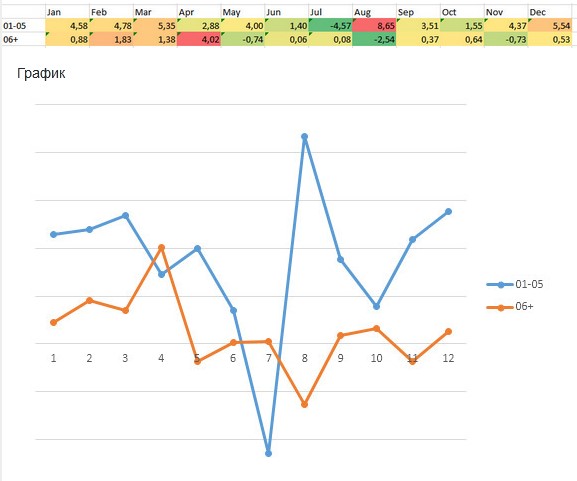 Jan Feb Mar Apr May Jun Jul Aug Sep Oct Nov Dec
01-05 4,58 4,78 5,35 2,88 4,00 1,40 -4,57 8,65 3,51 1,55 4,37 5,54
06+ 0,88 1,83 1,38 4,02 -0,74 0,06 0,08 -2,54 0,37 0,64 -0,73 0,53
График
01-05
06+
1 2 3 4 5 6 7 8 9 10 11 12